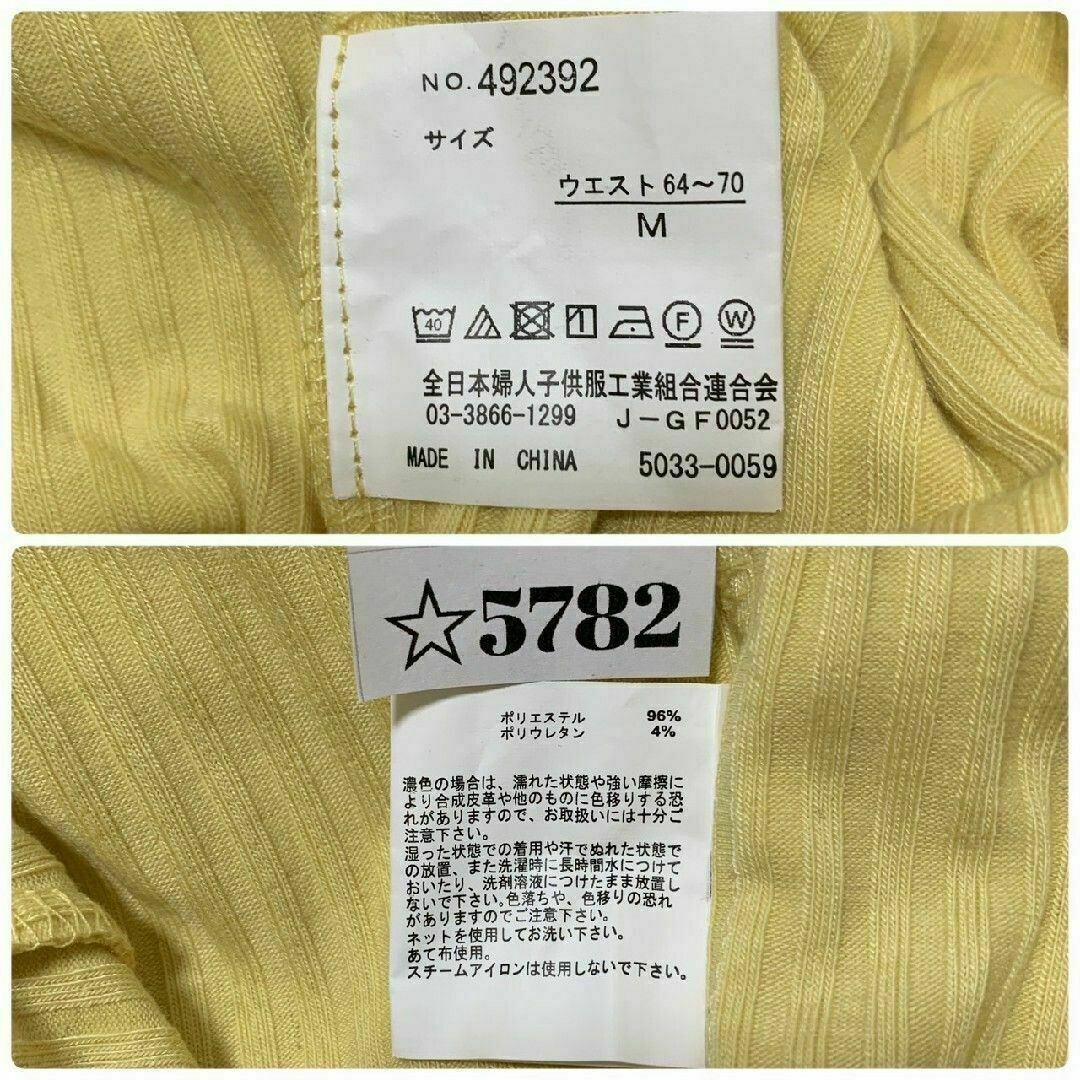 NO.492392
サイズ
ウエスト64～70
M
40
F
W
全日本婦人子供服工業組合連合会
03-3866-1299 J-GF0052
MADE IN CHINA 5033-0059
☆5782
ポリエステル 96%
ポリウレタン 4%
濃色の場合は、濡れた状態や強い摩擦に
より合成皮革や他のものに色移りする恐
れがありますので、お取扱いには十分ご
注意下さい。
湿った状態での着用や汗でぬれた状態で
の放置、また洗濯時に長時間水につけて
おいたり、洗剤溶液につけたまま放置し
ないで下さい。色落ちや、色移りの恐れ
がありますのでご注意下さい。
ネットを使用してお洗い下さい。
あて布使用。
スチームアイロンは使用しないで下さい。